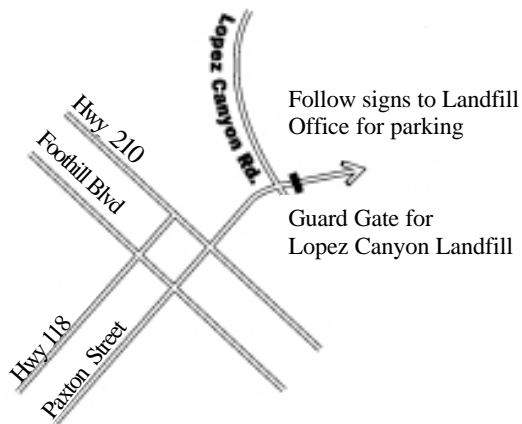 Lopez Canyon Rd.
Hwy 210
Foothill Blvd
Follow signs to Landfill
Office for parking
Guard Gate for
Lopez Canyon Landfill
Hwy 118
Paxton Street